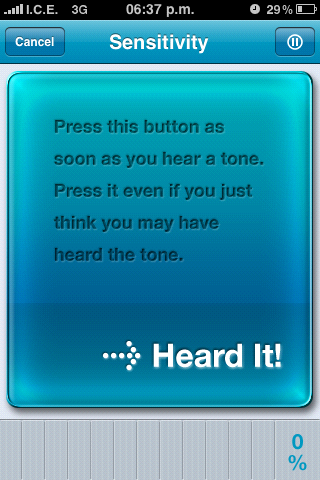 I.C.E. 3G 06:37 p.m. 29%
Cancel Sensitivity
Press this button as
soon as you hear a tone.
Press it even if you just
think you may have
heard the tone.
Heard It!
0
%